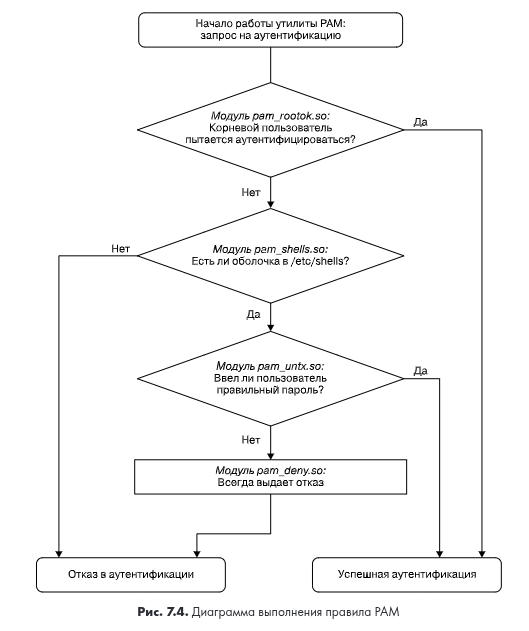 Начало работы утилиты PAM:
запрос на аутентификацию
Модуль pam_rootok.so:
Корневой пользователь
пытается аутентифицироваться?
Да
Нет
Модуль pam_shells.so:
Есть ли оболочка в /etc/shells?
Нет
Да
Модуль pam_untx.so:
Ввел ли пользователь
правильный пароль?
Да
Нет
Модуль pam_deny.so:
Всегда выдает отказ
Отказ в аутентификации
Успешная аутентификация
Рис. 7.4. Диаграмма выполнения правила PAM